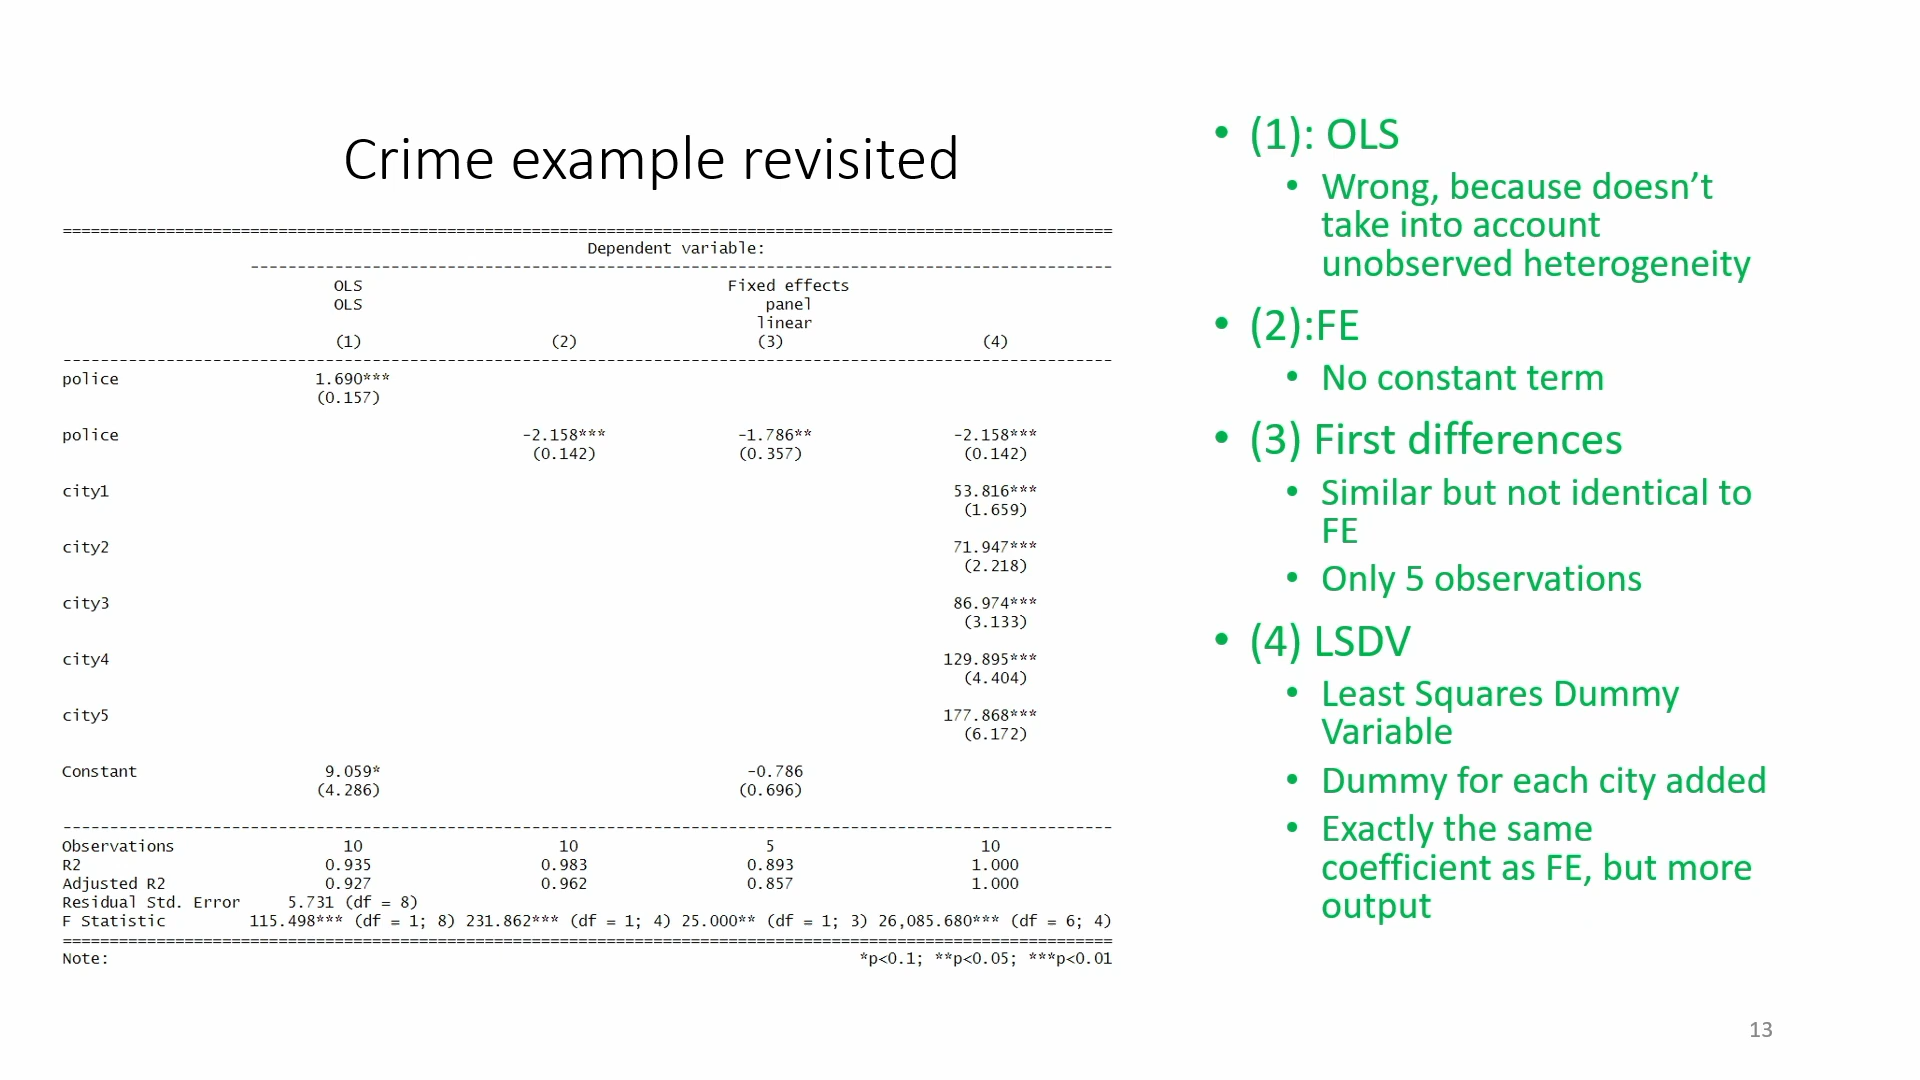 Crime example revisited
==========================================================================================
Dependent variable:
--------------------------------------------------------------------------
OLS Fixed effects
OLS panel
linear
(1) (2) (3) (4)
------------------------------------------------------------------------------------------
police 1.690***
(0.157)
police -2.158*** -1.786** -2.158***
(0.142) (0.357) (0.142)
city1 53.816***
(1.659)
city2 71.947***
(2.218)
city3 86.974***
(3.133)
city4 129.895***
(4.404)
city5 177.868***
(6.172)
Constant 9.059* -0.786
(4.286) (0.696)
------------------------------------------------------------------------------------------
Observations 10 10 5 10
R2 0.935 0.983 0.893 1.000
Adjusted R2 0.927 0.962 0.857 1.000
Residual Std. Error 5.731 (df = 8)
F Statistic 115.498*** (df = 1; 8) 231.862*** (df = 1; 4) 25.000** (df = 1; 3) 26,085.680*** (df = 6; 4)
==========================================================================================
Note: *p<0.1; **p<0.05; ***p<0.01
• (1): OLS
• Wrong, because doesn’t
take into account
unobserved heterogeneity
• (2):FE
• No constant term
• (3) First differences
• Similar but not identical to
FE
• Only 5 observations
• (4) LSDV
• Least Squares Dummy
Variable
• Dummy for each city added
• Exactly the same
coefficient as FE, but more
output
13